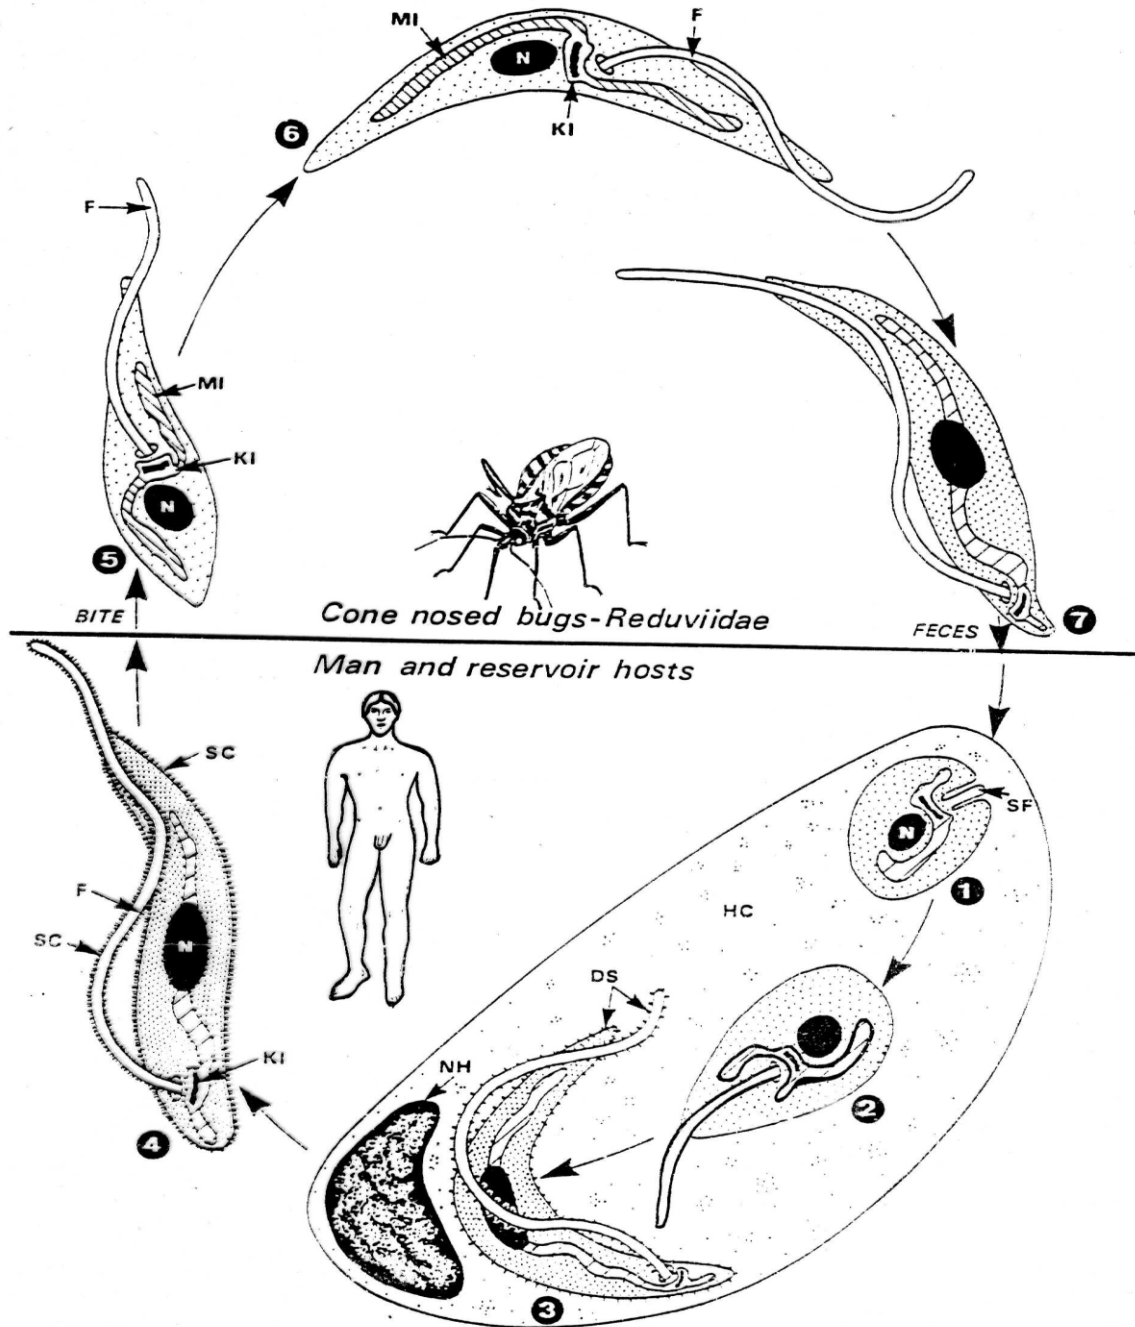 MI
F
N
KI
6
F
MI
KI
N
5
BITE
Cone nosed bugs-Reduviidae
FECES
7
Man and reservoir hosts
SC
SF
N
1
HC
F
SC
N
DS
NH
KI
2
4
3